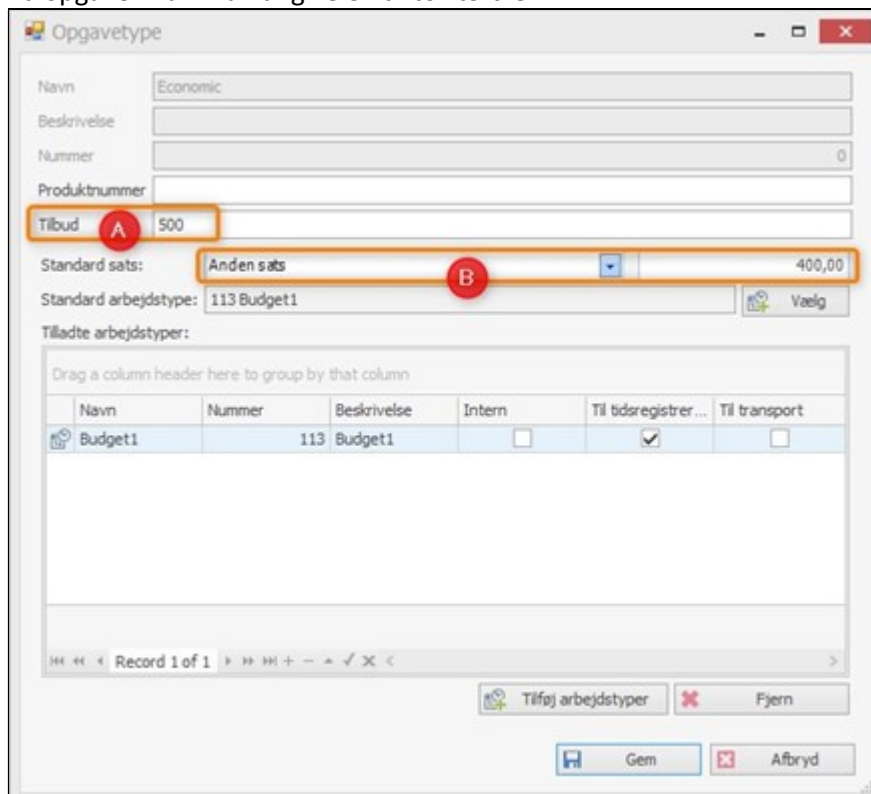 Opgavetype
Navn Economic
Beskrivelse
Nummer 0
Produktnummer
Tilbud A 500
Standard sats: Anden sats B 400,00
Standard arbejdstype: 113 Budget1 Vælg
Tilladte arbejdstyper:
Drag a column header here to group by that column
Navn Nummer Beskrivelse Intern Til tidsregistrer... Til transport
Budget1 113 Budget1
Record 1 of 1
Tilføj arbejdstyper Fjern
Gem Afbryd